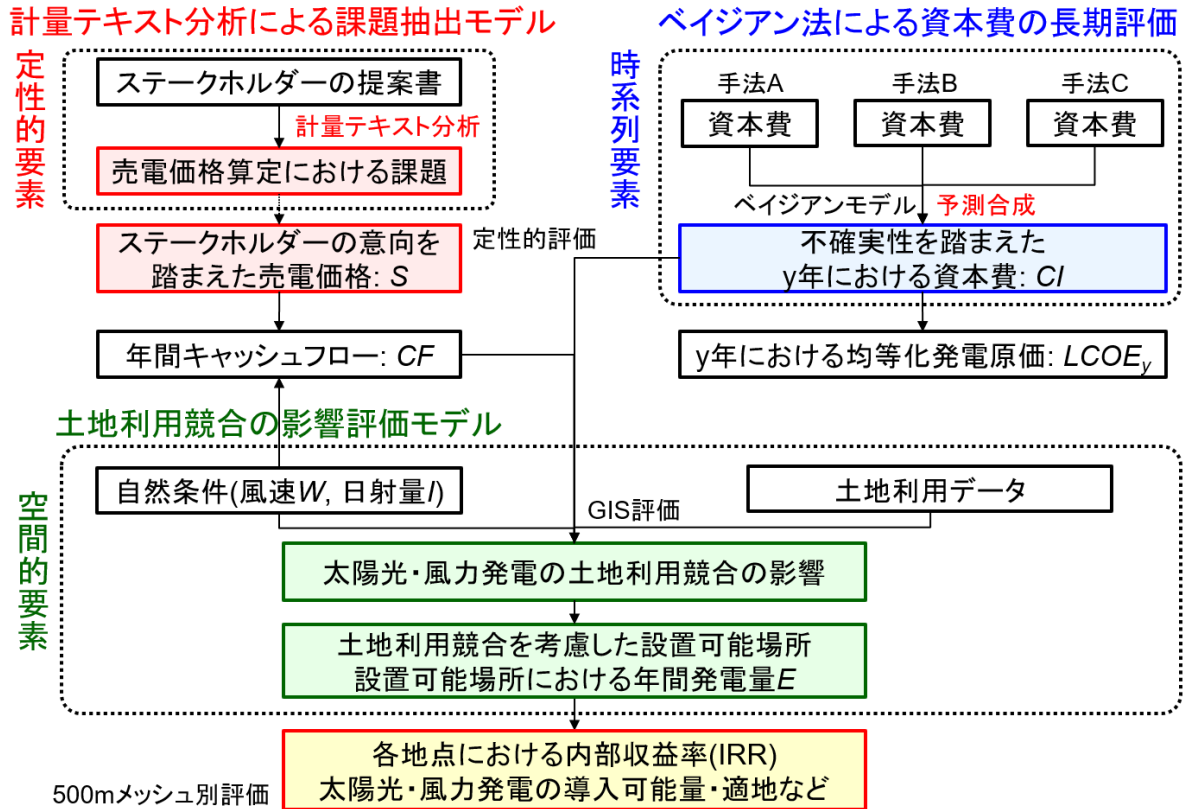 計量テキスト分析による課題抽出モデル
定性的要素
ステークホルダーの提案書
計量テキスト分析
売電価格算定における課題
ステークホルダーの意向を
踏まえた売電価格: S
定性的評価
年間キャッシュフロー: CF
ベイジアン法による資本費の長期評価
時系列要素
手法A
手法B
手法C
資本費
資本費
資本費
ベイジアンモデル
予測合成
不確実性を踏まえた
y年における資本費: CI
y年における均等化発電原価: LCOEy
土地利用競合の影響評価モデル
空間的要素
自然条件(風速W, 日射量I)
土地利用データ
GIS評価
太陽光・風力発電の土地利用競合の影響
土地利用競合を考慮した設置可能場所
設置可能場所における年間発電量E
各地点における内部収益率(IRR)
太陽光・風力発電の導入可能量・適地など
500mメッシュ別評価